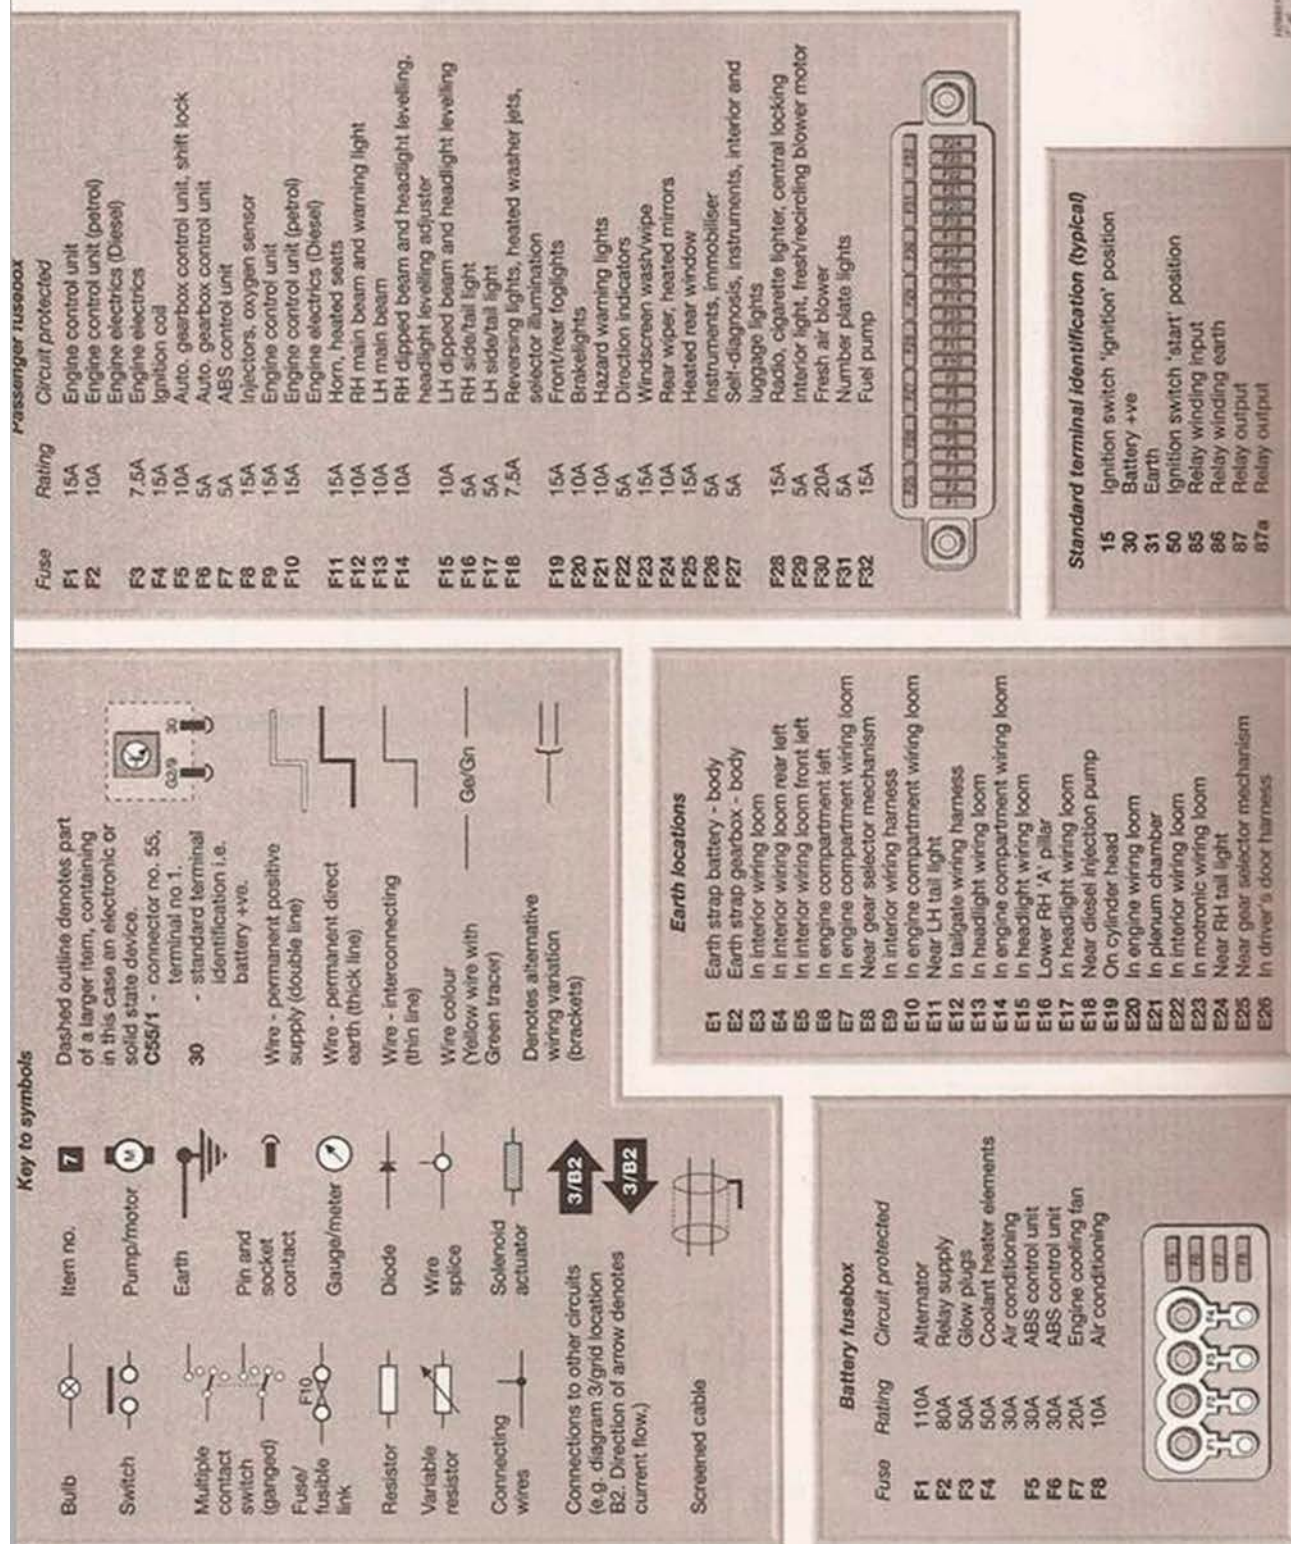 Key to symbols
Bulb
Switch
Multiple
contact
switch
(ganged)
Fuse/
fusible
link
F10
Resistor
Variable
resistor
Connecting
wires
Item no.
7
Pump/motor
M
Earth
Pin and
socket
contact
Gauge/meter
Diode
Wire
splice
Solenoid
actuator
Connections to other circuits
(e.g. diagram 3/grid location
B2. Direction of arrow denotes
current flow.)
3/B2
3/B2
Screened cable
Dashed outline denotes part
of a larger item, containing
in this case an electronic or
solid state device.
C55/1 - connector no. 55,
terminal no 1.
30 - standard terminal
identification i.e.
battery +ve.
G2/9
30
Wire - permanent positive
supply (double line)
Wire - permanent direct
earth (thick line)
Wire - interconnecting
(thin line)
Wire colour
(Yellow wire with
Green tracer)
Ge/Gn
Denotes alternative
wiring variation
(brackets)
Passenger fusebox
Fuse Rating Circuit protected
F1 15A Engine control unit
F2 10A Engine control unit (petrol)
Engine electrics (Diesel)
F3 7.5A Engine electrics
F4 15A Ignition coil
F5 10A Auto. gearbox control unit, shift lock
F6 5A Auto. gearbox control unit
F7 5A ABS control unit
F8 15A Injectors, oxygen sensor
F9 15A Engine control unit
F10 15A Engine control unit (petrol)
Engine electrics (Diesel)
F11 15A Horn, heated seats
F12 10A RH main beam and warning light
F13 10A LH main beam
F14 10A RH dipped beam and headlight levelling,
headlight levelling adjuster
F15 10A LH dipped beam and headlight levelling
F16 5A RH side/tail light
F17 5A LH side/tail light
F18 7.5A Reversing lights, heated washer jets,
selector illumination
F19 15A Front/rear foglights
F20 10A Brakelights
F21 10A Hazard warning lights
F22 5A Direction indicators
F23 15A Windscreen wash/wipe
F24 10A Rear wiper, heated mirrors
F25 15A Heated rear window
F26 5A Instruments, immobiliser
F27 5A Self-diagnosis, instruments, interior and
luggage lights
F28 15A Radio, cigarette lighter, central locking
F29 5A Interior light, fresh/recircling blower motor
F30 20A Fresh air blower
F31 5A Number plate lights
F32 15A Fuel pump
Battery fusebox
Fuse Rating Circuit protected
F1 110A Alternator
F2 80A Relay supply
F3 50A Glow plugs
F4 50A Coolant heater elements
30A Air conditioning
F5 30A ABS control unit
F6 30A ABS control unit
F7 20A Engine cooling fan
F8 10A Air conditioning
Earth locations
E1 Earth strap battery - body
E2 Earth strap gearbox - body
E3 In interior wiring loom
E4 In interior wiring loom rear left
E5 In interior wiring loom front left
E6 In engine compartment left
E7 In engine compartment wiring loom
E8 Near gear selector mechanism
E9 In interior wiring harness
E10 In engine compartment wiring loom
E11 Near LH tail light
E12 In tailgate wiring harness
E13 In headlight wiring loom
E14 In engine compartment wiring loom
E15 In headlight wiring loom
E16 Lower RH 'A' pillar
E17 In headlight wiring loom
E18 Near diesel injection pump
E19 On cylinder head
E20 In engine wiring loom
E21 In plenum chamber
E22 In interior wiring loom
E23 In motronic wiring loom
E24 Near RH tail light
E25 Near gear selector mechanism
E26 In driver's door harness
Standard terminal identification (typical)
15 Ignition switch 'ignition' position
30 Battery +ve
31 Earth
50 Ignition switch 'start' position
85 Relay winding input
86 Relay winding earth
87 Relay output
87a Relay output